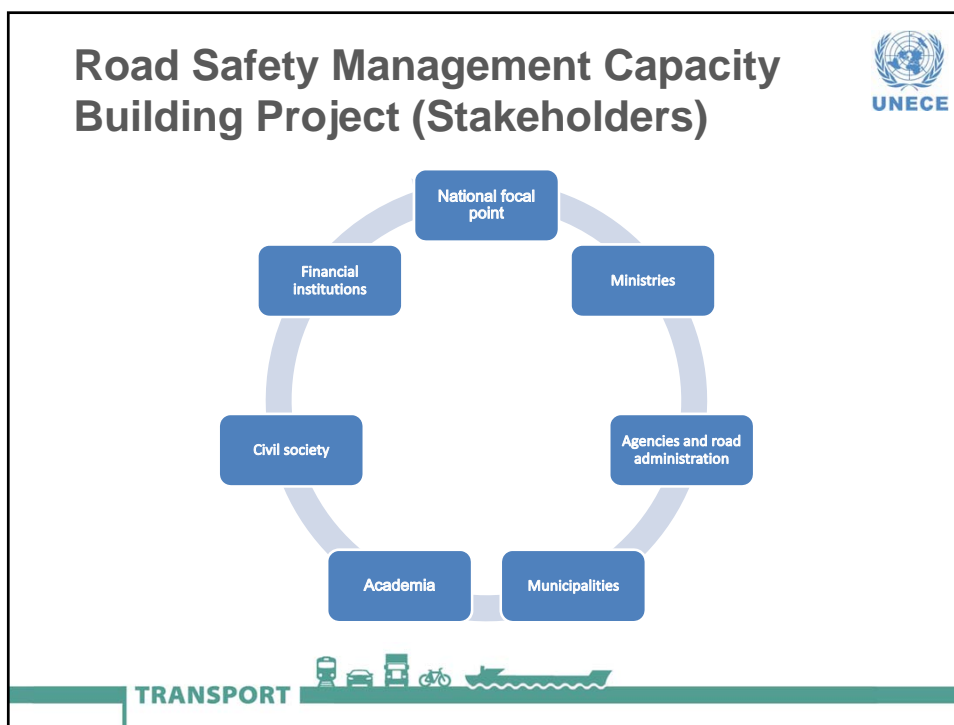 Road Safety Management Capacity
Building Project (Stakeholders)
UNECE
National focal
point
Ministries
Agencies and road
administration
Municipalities
Academia
Civil society
Financial
institutions
TRANSPORT